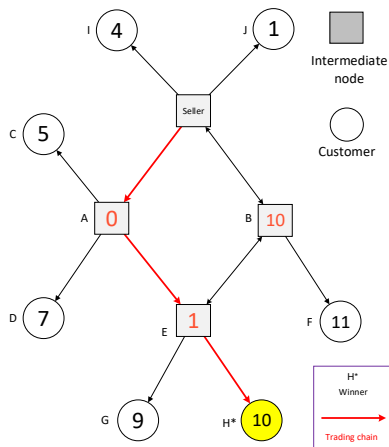 I
4
J
1
Intermediate
node
Seller
C
5
Customer
A
0
B
10
D
7
E
1
F
11
G
9
H*
10
H*
Winner
Trading chain